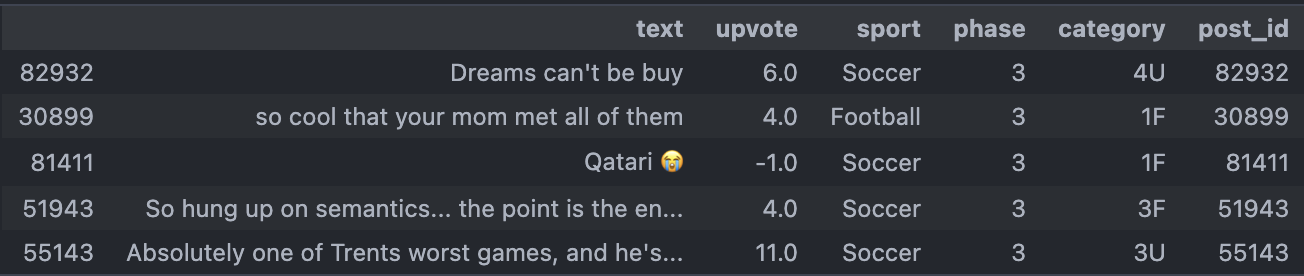 text upvote sport phase category post_id
82932 Dreams can't be buy 6.0 Soccer 3 4U 82932
30899 so cool that your mom met all of them 4.0 Football 3 1F 30899
81411 Qatari 😭 -1.0 Soccer 3 1F 81411
51943 So hung up on semantics... the point is the en... 4.0 Soccer 3 3F 51943
55143 Absolutely one of Trents worst games, and he's... 11.0 Soccer 3 3U 55143